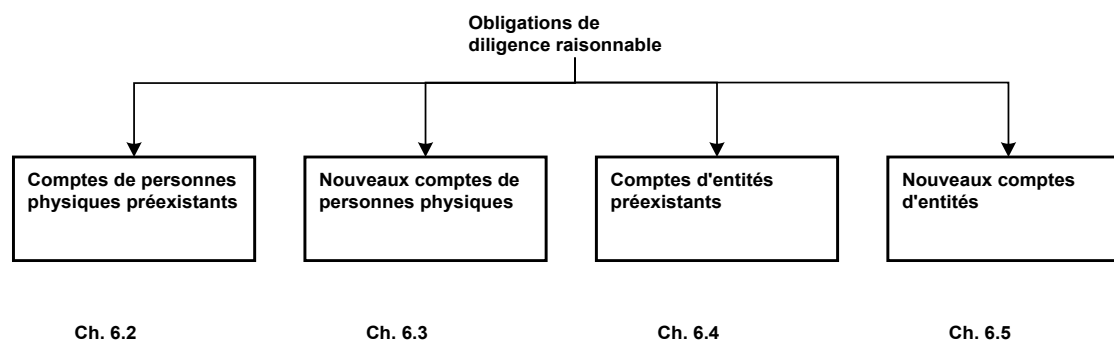 Obligations de
diligence raisonnable
Comptes de personnes
physiques préexistants
Nouveaux comptes de
personnes physiques
Comptes d'entités
préexistants
Nouveaux comptes
d'entités
Ch. 6.2
Ch. 6.3
Ch. 6.4
Ch. 6.5